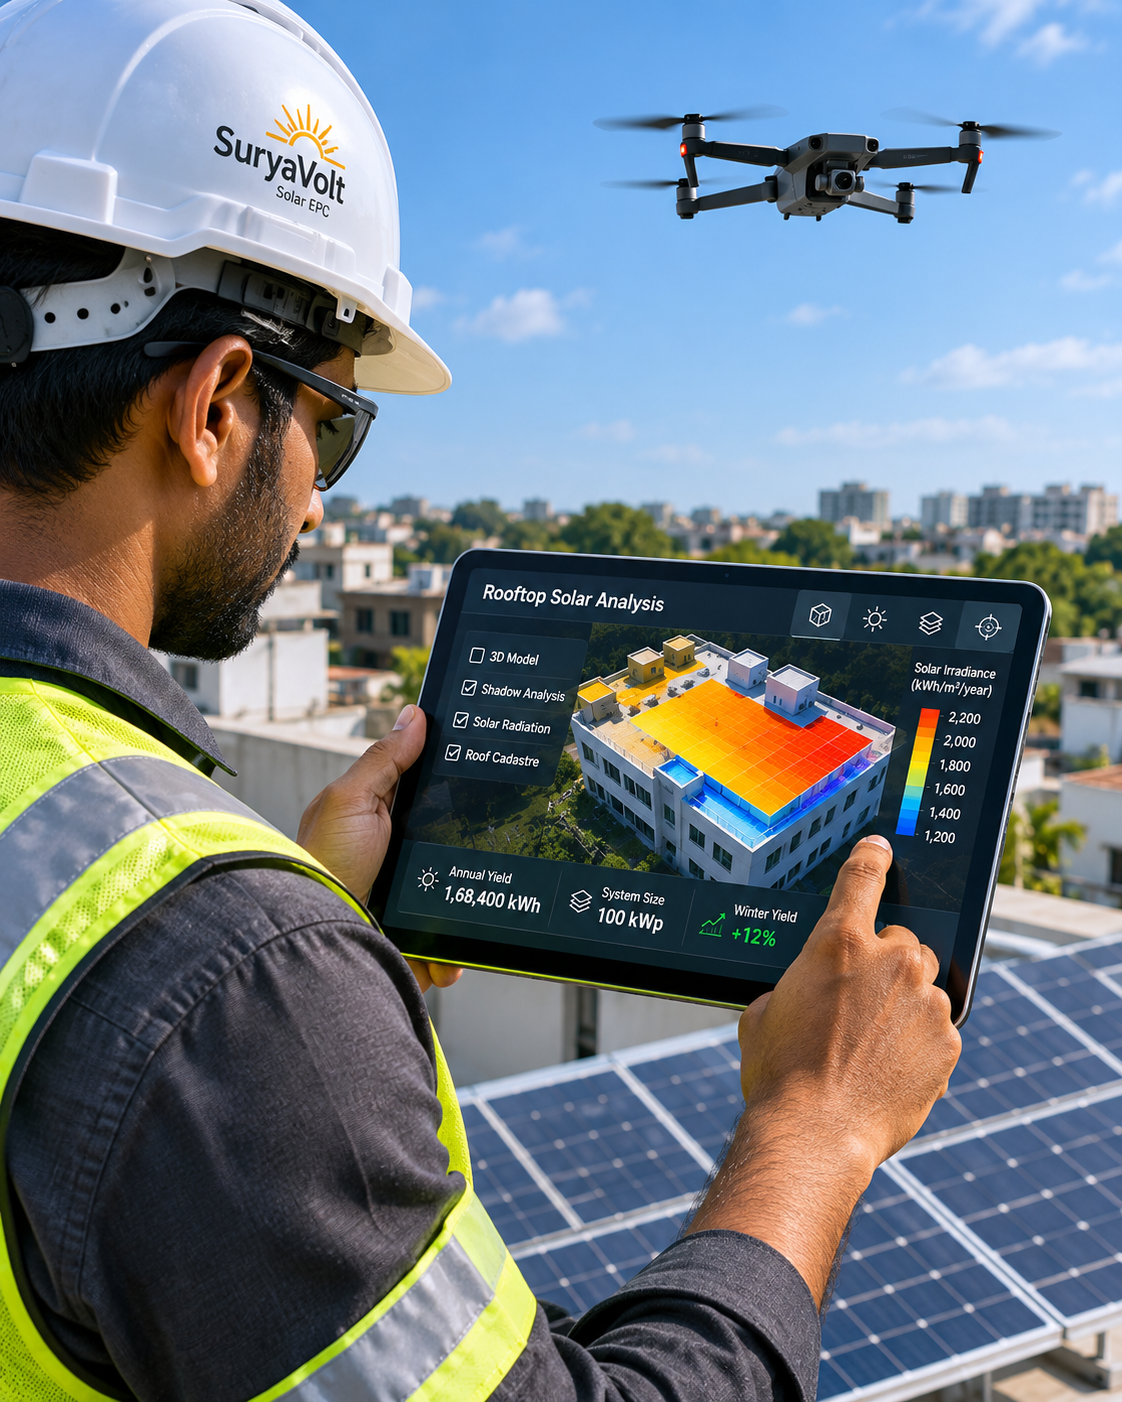 SuryaVolt
Solar EPC
Rooftop Solar Analysis
3D Model
Shadow Analysis
Solar Radiation
Roof Cadastre
Solar Irradiance
(kWh/m²/year)
2,200
2,000
1,800
1,600
1,400
1,200
Annual Yield
1,68,400 kWh
System Size
100 kWp
Winter Yield
+12%